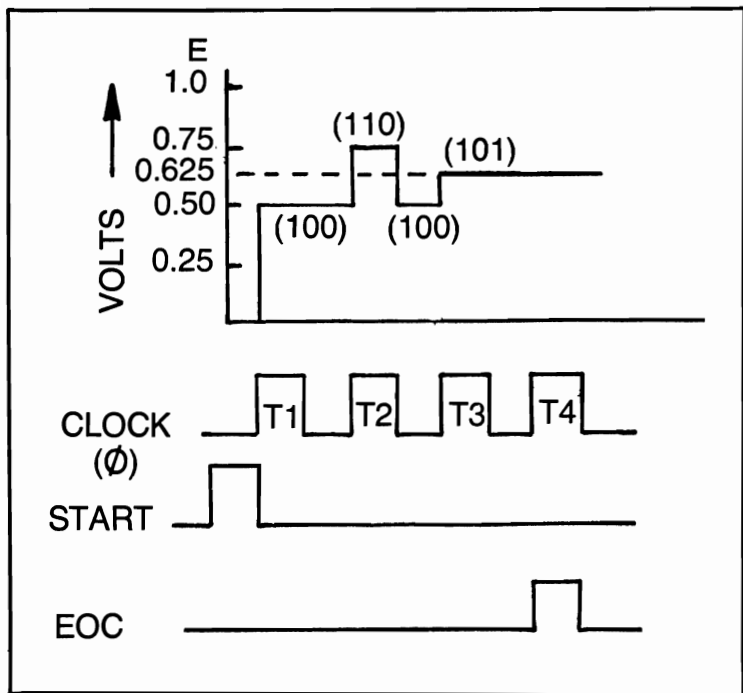 E
1.0
(110)
0.75
(101)
0.625
0.50
(100) (100)
0.25
VOLTS
T1 T2 T3 T4
CLOCK
(Ø)
START
EOC